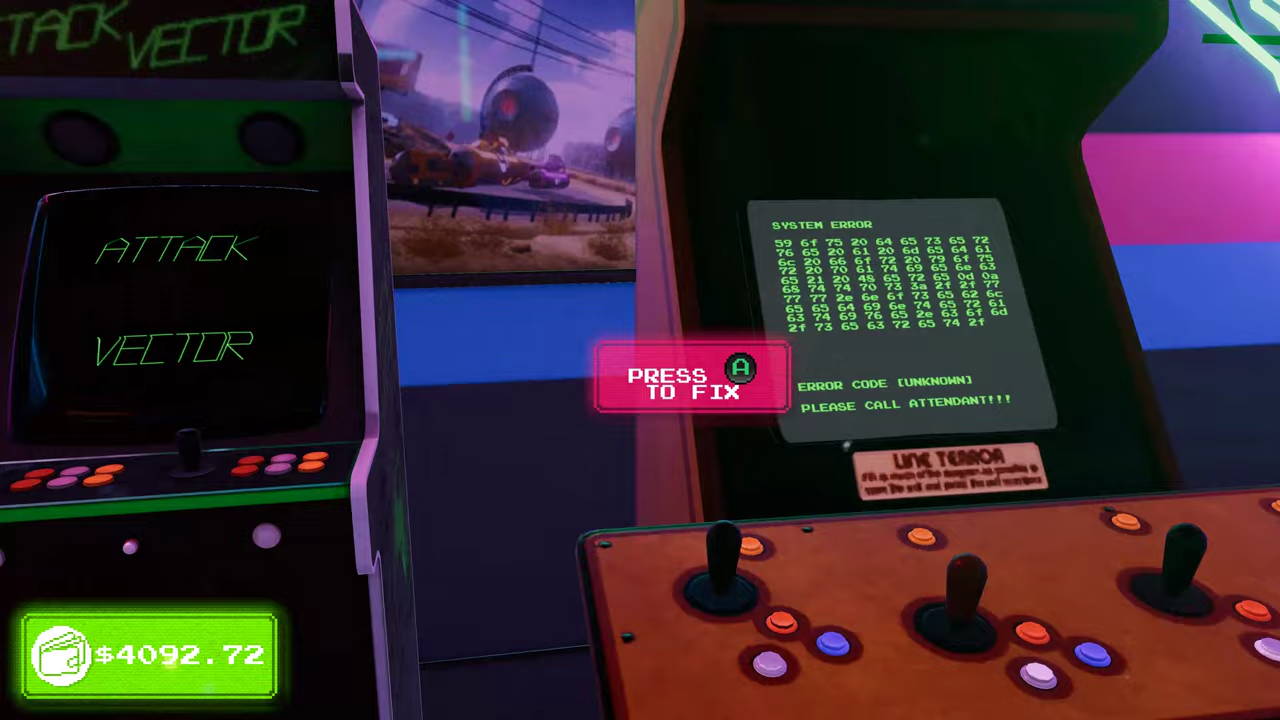 TACK VECTOR
ATTACK
VECTOR
SYSTEM ERROR
59 6f 75 20 64 65 73 65 72
76 65 20 61 20 6d 65 64 61
6c 20 66 6f 72 20 79 6f 75
72 20 70 61 74 69 65 6e 63
65 21 20 48 65 72 65 0d 0a
68 74 74 70 73 3a 2f 2f 77
77 77 2e 6e 6f 73 65 62 6c
65 65 64 69 6e 74 65 72 61
63 74 69 76 65 2e 63 6f 6d
2f 73 65 63 72 65 74 2f
ERROR CODE [UNKNOWN]
PLEASE CALL ATTENDANT!!!
PRESS A
TO FIX
LINE TERROR
$4092.72